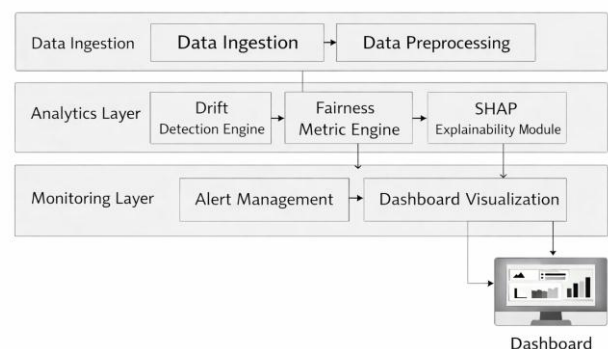 Data Ingestion
Data Ingestion
Data Preprocessing
Analytics Layer
Drift
Detection Engine
Fairness
Metric Engine
SHAP
Explainability Module
Monitoring Layer
Alert Management
Dashboard Visualization
Dashboard